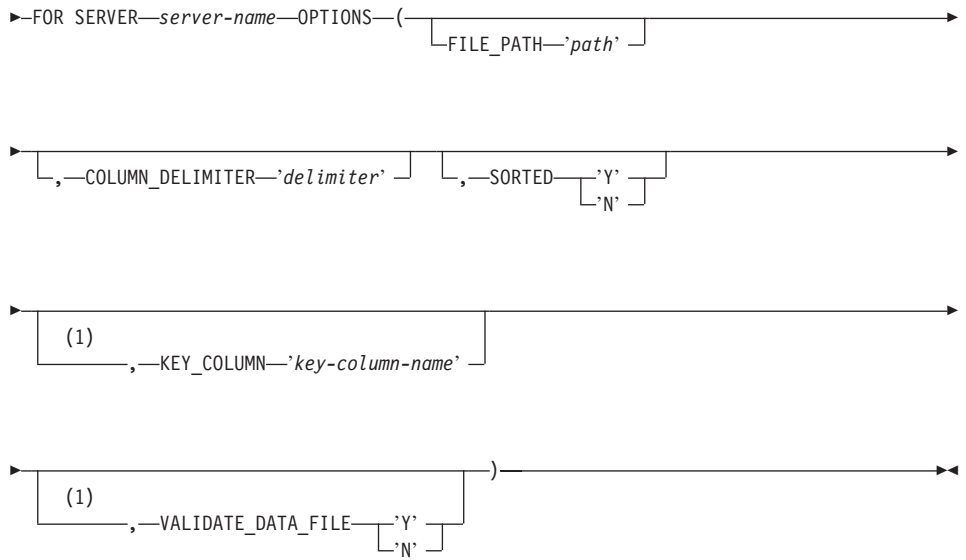 FOR SERVER server-name OPTIONS (
FILE_PATH 'path'
, COLUMN_DELIMITER 'delimiter' , SORTED 'Y'
'N'
(1)
, KEY_COLUMN 'key-column-name'
)
(1)
, VALIDATE_DATA_FILE 'Y'
'N'